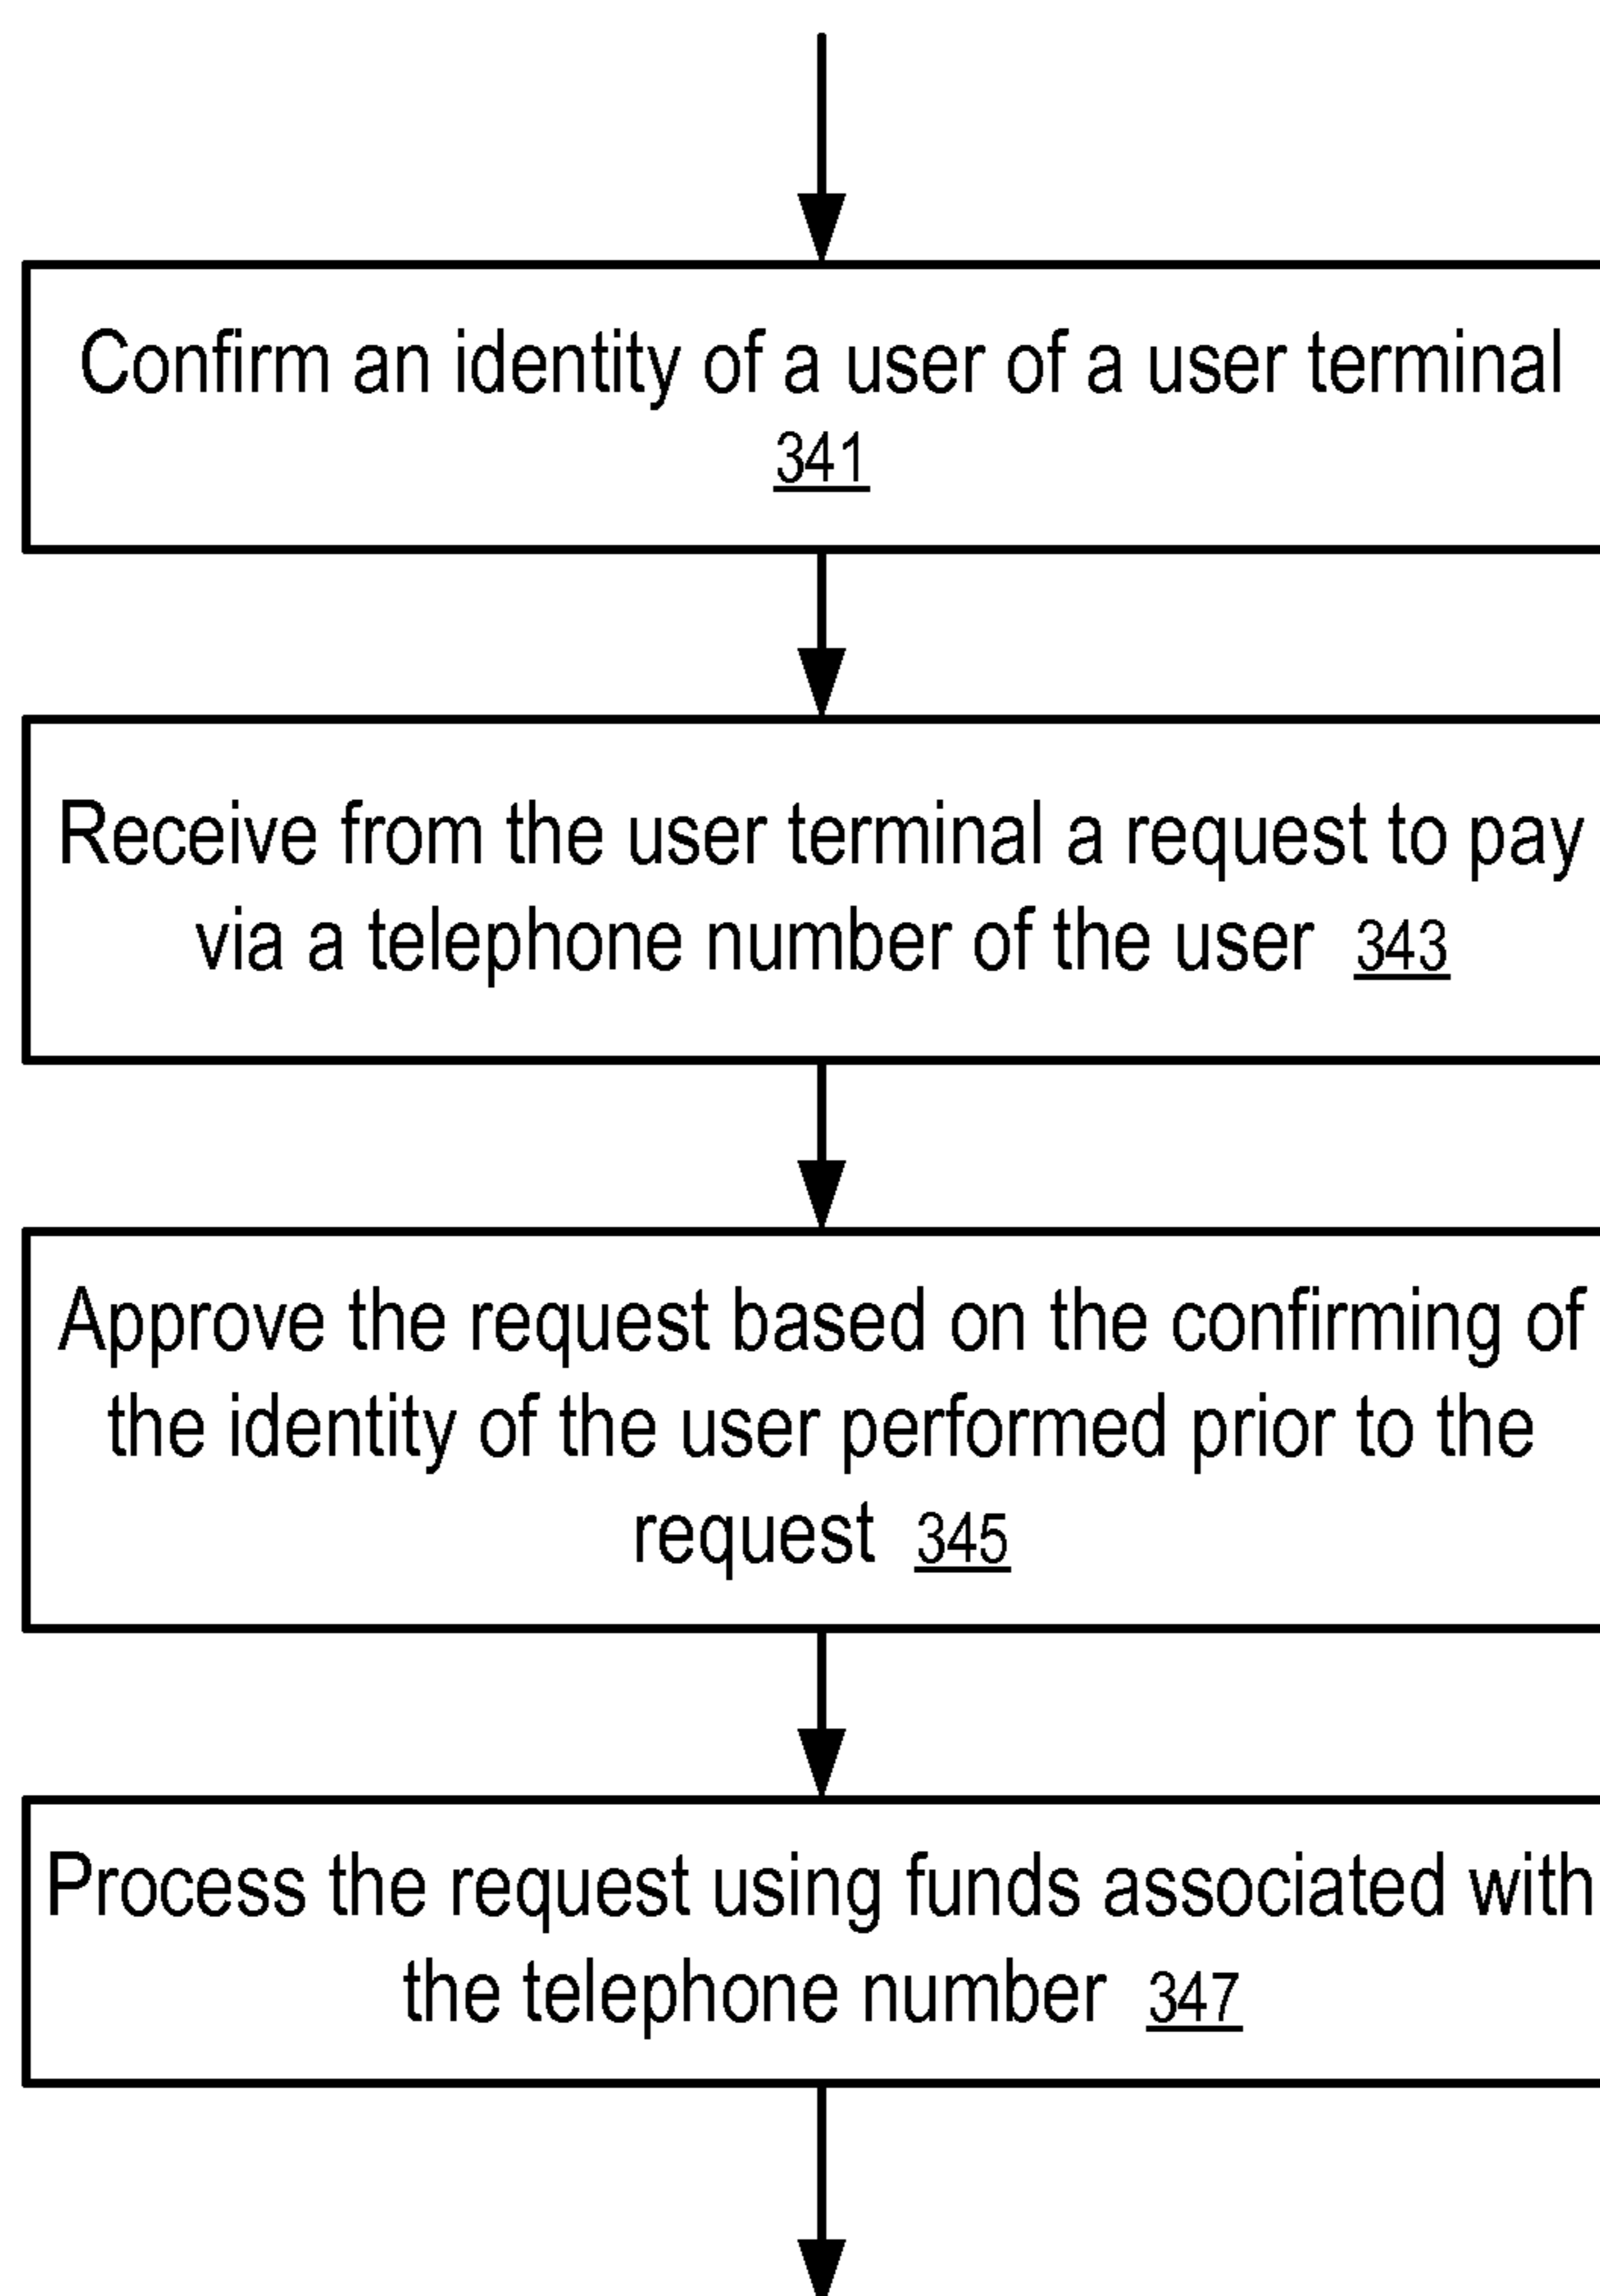 Confirm an identity of a user of a user terminal
341
Receive from the user terminal a request to pay
via a telephone number of the user 343
Approve the request based on the confirming of
the identity of the user performed prior to the
request 345
Process the request using funds associated with
the telephone number 347